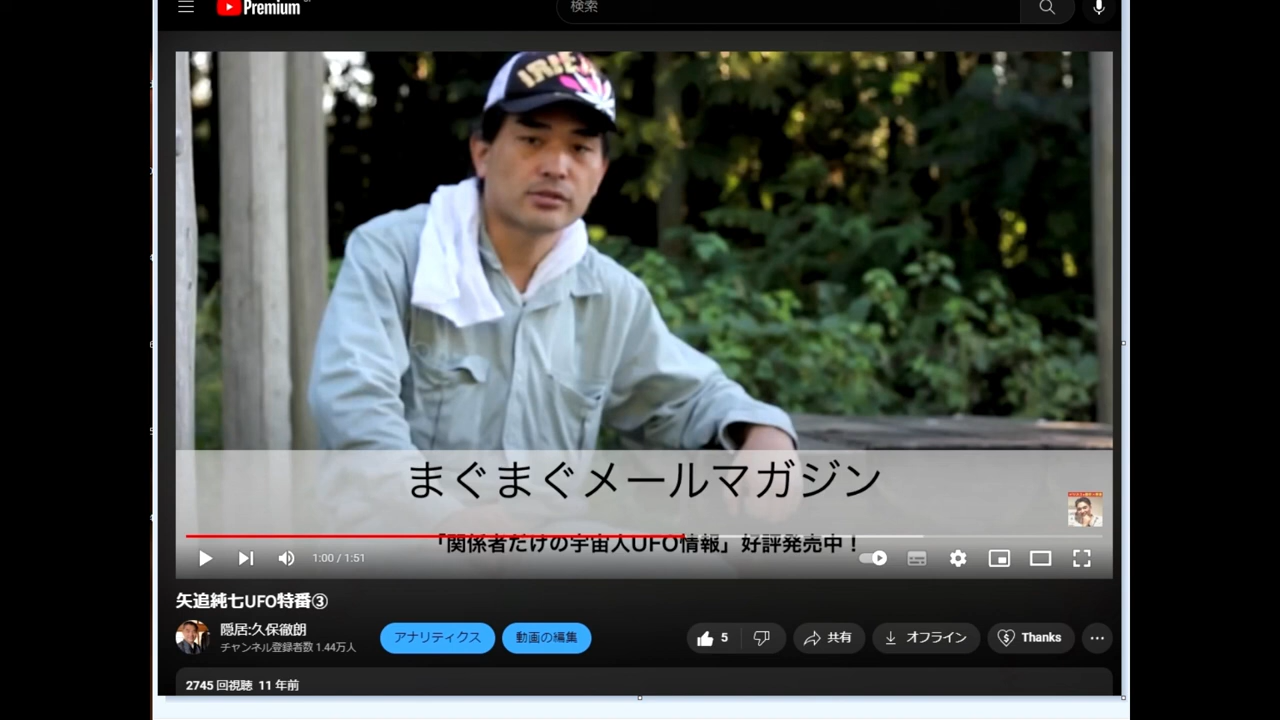 Premium
検索
IRIE
まぐまぐメールマガジン
「関係者だけの宇宙人UFO情報」好評発売中！
1:00 / 1:51
矢追純七UFO特番③
隠居:久保徹朗
チャンネル登録者数 1.44万人
アナリティクス
動画の編集
5
共有
オフライン
Thanks
2745 回視聴 11 年前